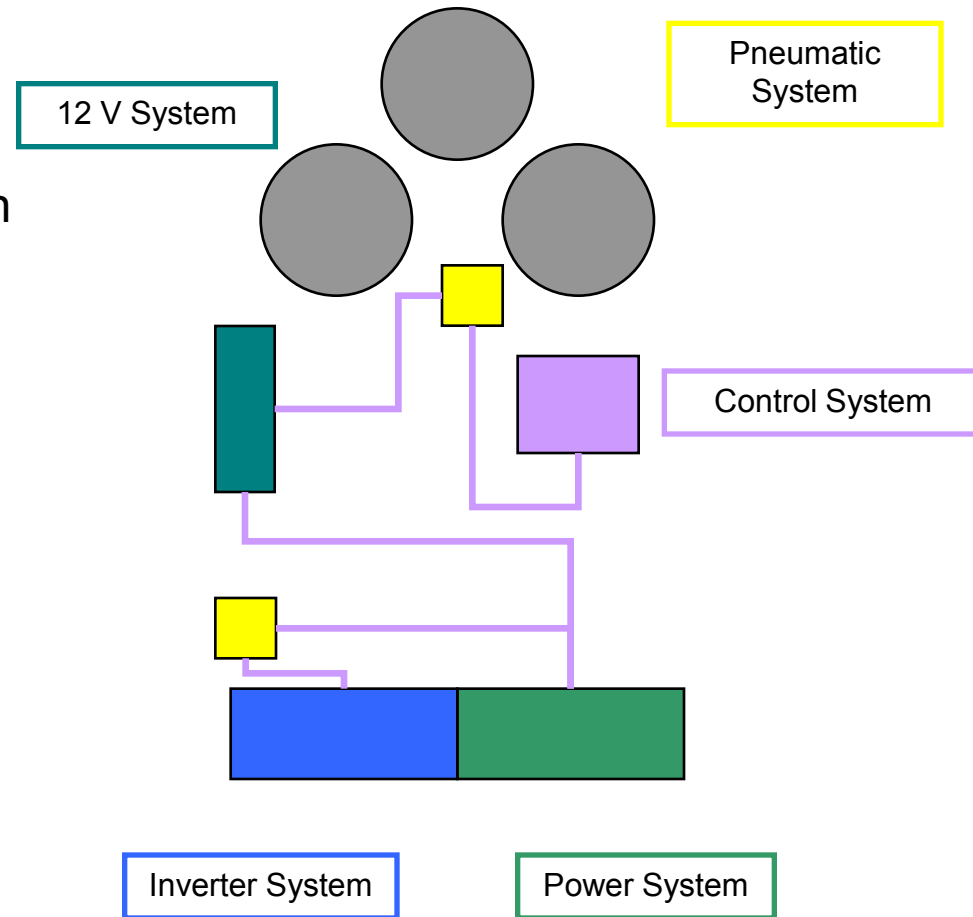 Pneumatic
System
12 V System
n
Control System
Inverter System
Power System